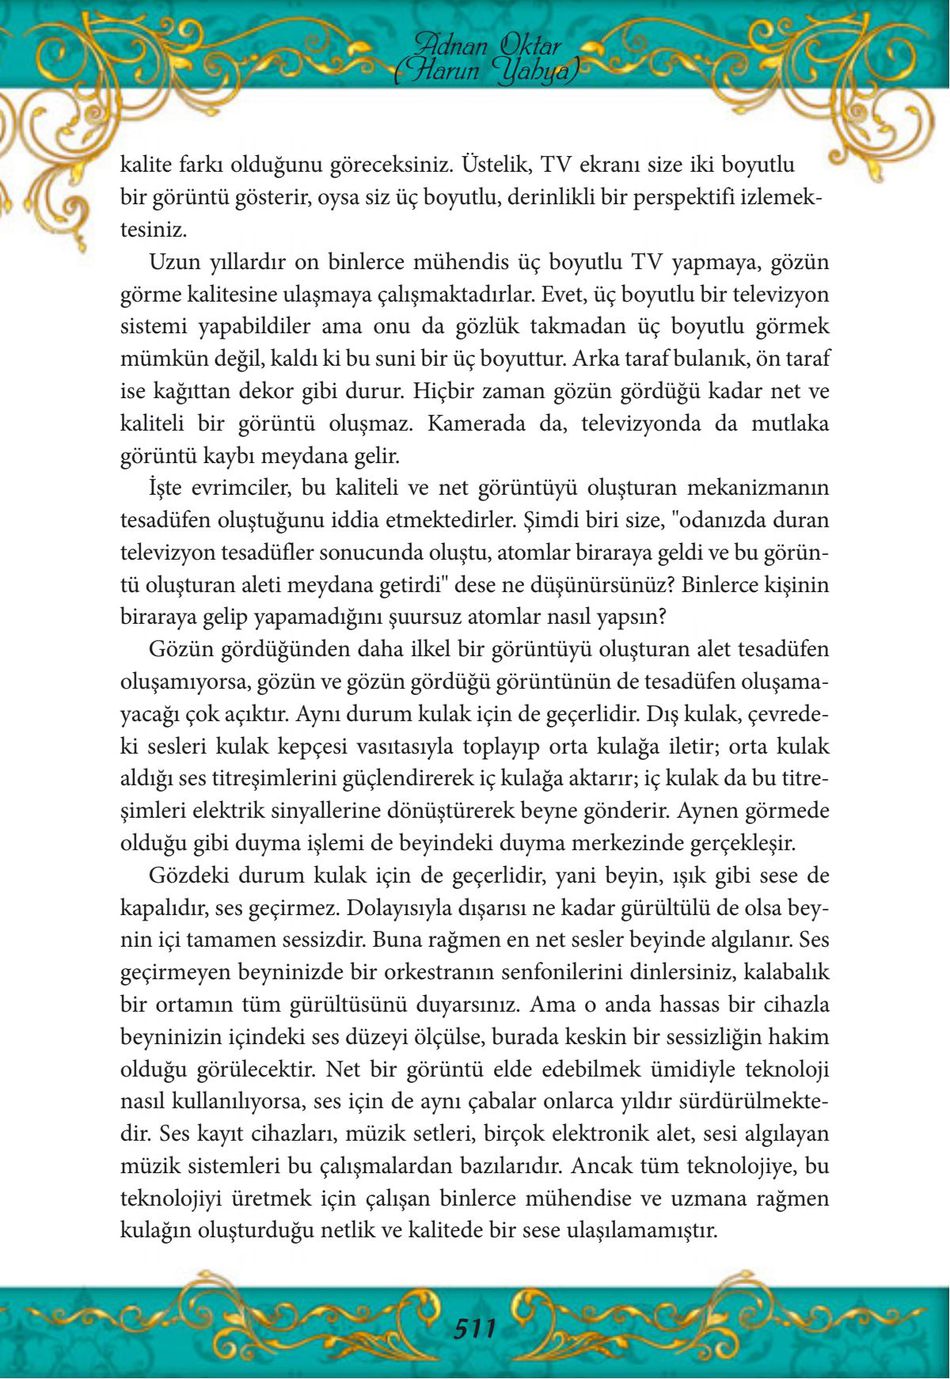 Adnan Oktar
(Harun Yahya)
kalite farkı olduğunu göreceksiniz. Üstelik, TV ekranı size iki boyutlu
bir görüntü gösterir, oysa siz üç boyutlu, derinlikli bir perspektifi izlemek-
tesiniz.
Uzun yıllardır on binlerce mühendis üç boyutlu TV yapmaya, gözün
görme kalitesine ulaşmaya çalışmaktadırlar. Evet, üç boyutlu bir televizyon
sistemi yapabildiler ama onu da gözlük takmadan üç boyutlu görmek
mümkün değil, kaldı ki bu suni bir üç boyuttur. Arka taraf bulanık, ön taraf
ise kağıttan dekor gibi durur. Hiçbir zaman gözün gördüğü kadar net ve
kaliteli bir görüntü oluşmaz. Kamerada da, televizyonda da mutlaka
görüntü kaybı meydana gelir.
İşte evrimciler, bu kaliteli ve net görüntüyü oluşturan mekanizmanın
tesadüfen oluştuğunu iddia etmektedirler. Şimdi biri size, "odanızda duran
televizyon tesadüfler sonucunda oluştu, atomlar biraraya geldi ve bu görün-
tü oluşturan aleti meydana getirdi" dese ne düşünürsünüz? Binlerce kişinin
biraraya gelip yapamadığını şuursuz atomlar nasıl yapsın?
Gözün gördüğünden daha ilkel bir görüntüyü oluşturan alet tesadüfen
oluşamıyorsa, gözün ve gözün gördüğü görüntünün de tesadüfen oluşama-
yacağı çok açıktır. Aynı durum kulak için de geçerlidir. Dış kulak, çevrede-
ki sesleri kulak kepçesi vasıtasıyla toplayıp orta kulağa iletir; orta kulak
aldığı ses titreşimlerini güçlendirerek iç kulağa aktarır; iç kulak da bu titre-
şimleri elektrik sinyallerine dönüştürerek beyne gönderir. Aynen görmede
olduğu gibi duyma işlemi de beyindeki duyma merkezinde gerçekleşir.
Gözdeki durum kulak için de geçerlidir, yani beyin, ışık gibi sese de
kapalıdır, ses geçirmez. Dolayısıyla dışarısı ne kadar gürültülü de olsa bey-
nin içi tamamen sessizdir. Buna rağmen en net sesler beyinde algılanır. Ses
geçirmeyen beyninizde bir orkestranın senfonilerini dinlersiniz, kalabalık
bir ortamın tüm gürültüsünü duyarsınız. Ama o anda hassas bir cihazla
beyninizin içindeki ses düzeyi ölçülse, burada keskin bir sessizliğin hakim
olduğu görülecektir. Net bir görüntü elde edebilmek ümidiyle teknoloji
nasıl kullanılıyorsa, ses için de aynı çabalar onlarca yıldır sürdürülmekte-
dir. Ses kayıt cihazları, müzik setleri, birçok elektronik alet, sesi algılayan
müzik sistemleri bu çalışmalardan bazılarıdır. Ancak tüm teknolojiye, bu
teknolojiyi üretmek için çalışan binlerce mühendise ve uzmana rağmen
kulağın oluşturduğu netlik ve kalitede bir sese ulaşılamamıştır.
511